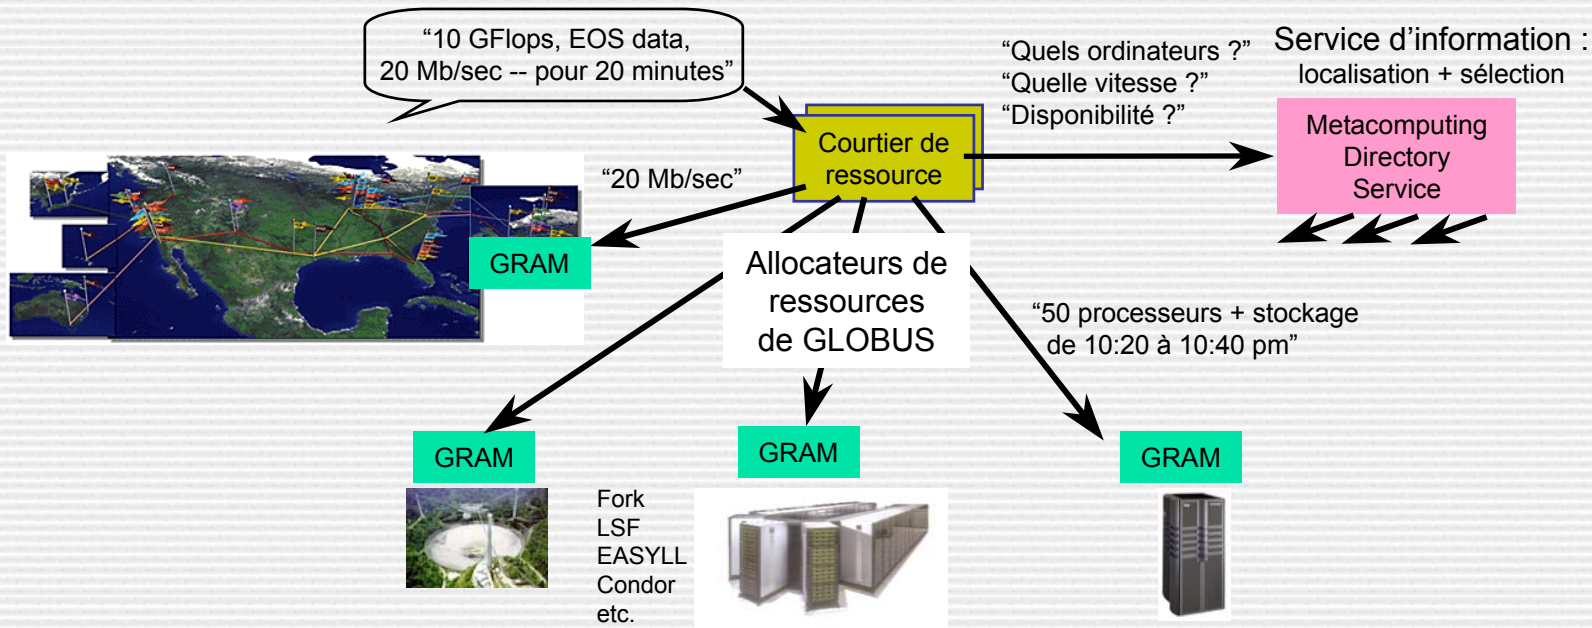 “10 GFlops, EOS data,
20 Mb/sec -- pour 20 minutes”
“Quels ordinateurs ?”
“Quelle vitesse ?”
“Disponibilité ?”
Service d’information :
localisation + sélection
Courtier de
ressource
Metacomputing
Directory
Service
“20 Mb/sec”
GRAM
Allocateurs de
ressources
de GLOBUS
“50 processeurs + stockage
de 10:20 à 10:40 pm”
GRAM
GRAM
GRAM
Fork
LSF
EASYLL
Condor
etc.